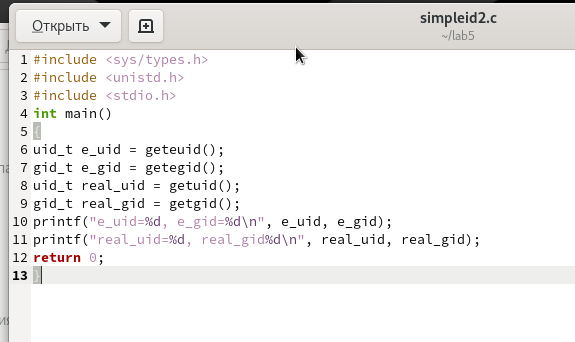 Открыть
simpleid2.c
~/lab5
1 #include <sys/types.h>
2 #include <unistd.h>
3 #include <stdio.h>
4 int main()
5 {
6 uid_t e_uid = geteuid();
7 gid_t e_gid = getegid();
8 uid_t real_uid = getuid();
9 gid_t real_gid = getgid();
10 printf("e_uid=%d, e_gid=%d\n", e_uid, e_gid);
11 printf("real_uid=%d, real_gid%d\n", real_uid, real_gid);
12 return 0;
13 }